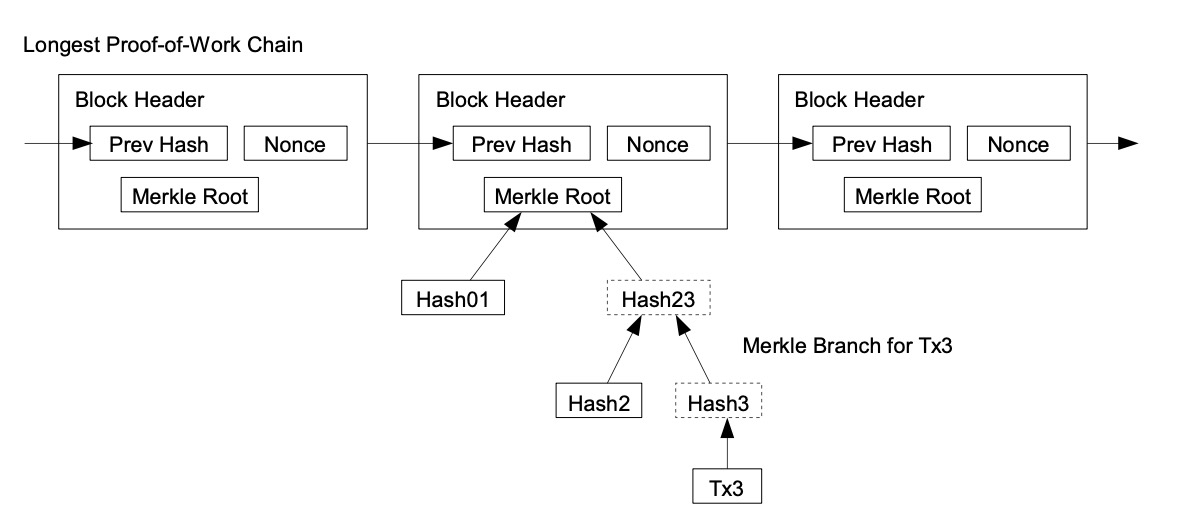 Longest Proof-of-Work Chain
Block Header
Prev Hash
Nonce
Merkle Root
Block Header
Prev Hash
Nonce
Merkle Root
Block Header
Prev Hash
Nonce
Merkle Root
Hash01
Hash23
Merkle Branch for Tx3
Hash2
Hash3
Tx3